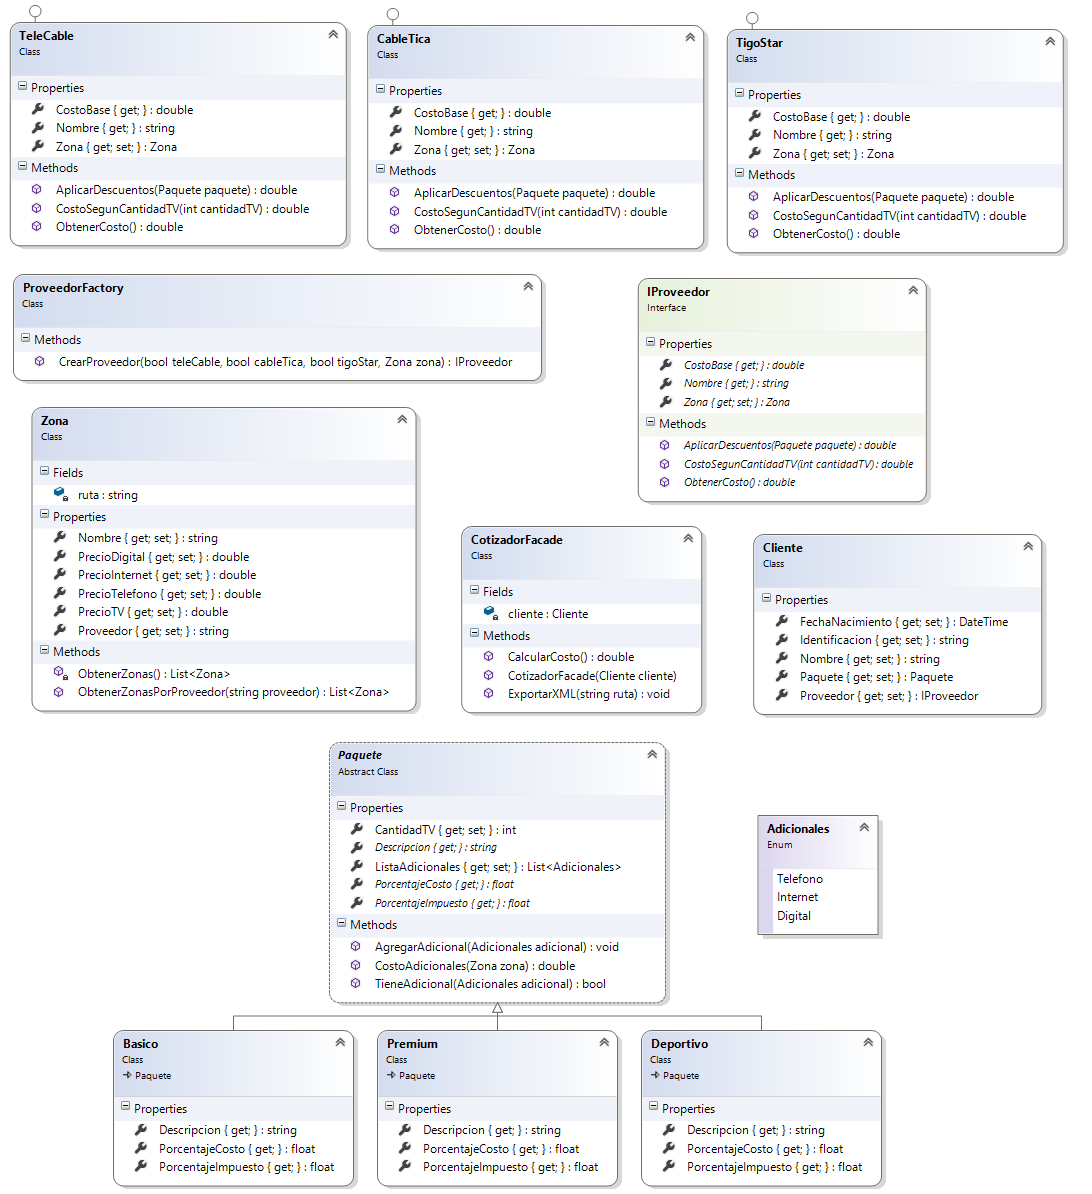 TeleCable
Class
Properties
CostoBase { get; } : double
Nombre { get; } : string
Zona { get; set; } : Zona
Methods
AplicarDescuentos(Paquete paquete) : double
CostoSegunCantidadTV(int cantidadTV) : double
ObtenerCosto() : double
CableTica
Class
Properties
CostoBase { get; } : double
Nombre { get; } : string
Zona { get; set; } : Zona
Methods
AplicarDescuentos(Paquete paquete) : double
CostoSegunCantidadTV(int cantidadTV) : double
ObtenerCosto() : double
TigoStar
Class
Properties
CostoBase { get; } : double
Nombre { get; } : string
Zona { get; set; } : Zona
Methods
AplicarDescuentos(Paquete paquete) : double
CostoSegunCantidadTV(int cantidadTV) : double
ObtenerCosto() : double
ProveedorFactory
Class
Methods
CrearProveedor(bool teleCable, bool cableTica, bool tigoStar, Zona zona) : IProveedor
IProveedor
Interface
Properties
CostoBase { get; } : double
Nombre { get; } : string
Zona { get; set; } : Zona
Methods
AplicarDescuentos(Paquete paquete) : double
CostoSegunCantidadTV(int cantidadTV) : double
ObtenerCosto() : double
Zona
Class
Fields
ruta : string
Properties
Nombre { get; set; } : string
PrecioDigital { get; set; } : double
PrecioInternet { get; set; } : double
PrecioTelefono { get; set; } : double
PrecioTV { get; set; } : double
Proveedor { get; set; } : string
Methods
ObtenerZonas() : List<Zona>
ObtenerZonasPorProveedor(string proveedor) : List<Zona>
CotizadorFacade
Class
Fields
cliente : Cliente
Methods
CalcularCosto() : double
CotizadorFacade(Cliente cliente)
ExportarXML(string ruta) : void
Cliente
Class
Properties
FechaNacimiento { get; set; } : DateTime
Identificacion { get; set; } : string
Nombre { get; set; } : string
Paquete { get; set; } : Paquete
Proveedor { get; set; } : IProveedor
Paquete
Abstract Class
Properties
CantidadTV { get; set; } : int
Descripcion { get; } : string
ListaAdicionales { get; set; } : List<Adicionales>
PorcentajeCosto { get; } : float
PorcentajeImpuesto { get; } : float
Methods
AgregarAdicional(Adicionales adicional) : void
CostoAdicionales(Zona zona) : double
TieneAdicional(Adicionales adicional) : bool
Adicionales
Enum
Telefono
Internet
Digital
Basico
Class
Paquete
Properties
Descripcion { get; } : string
PorcentajeCosto { get; } : float
PorcentajeImpuesto { get; } : float
Premium
Class
Paquete
Properties
Descripcion { get; } : string
PorcentajeCosto { get; } : float
PorcentajeImpuesto { get; } : float
Deportivo
Class
Paquete
Properties
Descripcion { get; } : string
PorcentajeCosto { get; } : float
PorcentajeImpuesto { get; } : float